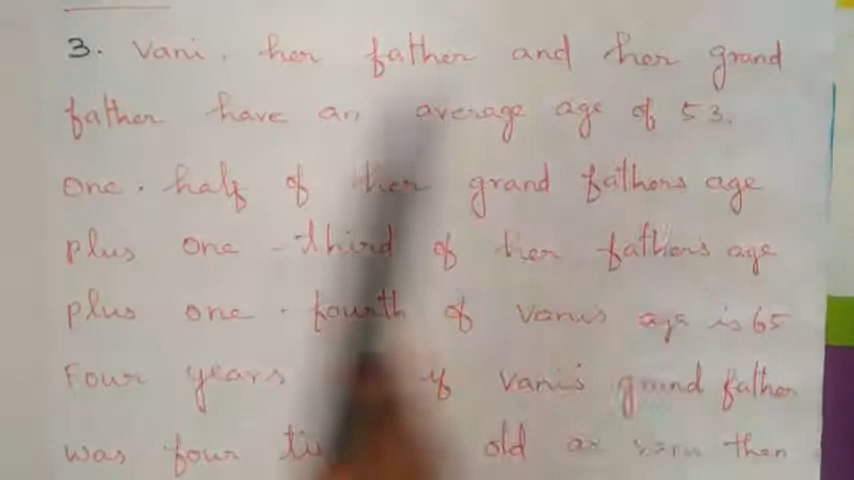 3. Vani, her father and her grand
father have an average age of 53.
One-half of her grand fathers age
plus one-third of her father's age
plus one-fourth of vanis age is 65
Four years if Vani's grand father
was four old as vani then